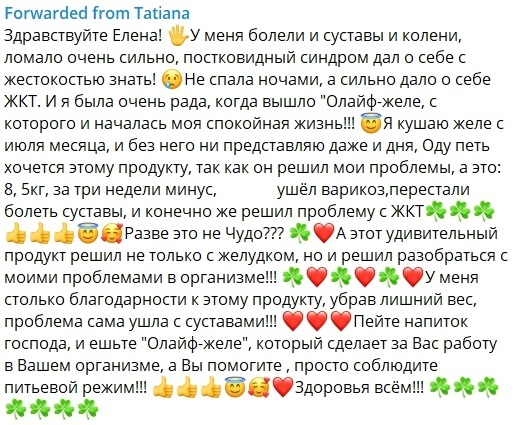 Forwarded from Tatiana
Здравствуйте Елена! 🖐️У меня болели и суставы и колени,
ломало очень сильно, постковидный синдром дал о себе с
жестокостью знать! 😢Не спала ночами, а сильно дало о себе
ЖКТ. И я была очень рада, когда вышло "Олайф-желе, с
которого и началась моя спокойная жизнь!!! 😇Я кушаю желе с
июля месяца, и без него ни представляю даже и дня, Оду петь
хочется этому продукту, так как он решил мои проблемы, а это:
8, 5кг, за три недели минус, ушёл варикоз,перестали
болеть суставы, и конечно же решил проблему с ЖКТ☘️☘️☘️
👍👍👍😇🥰Разве это не Чудо??? ☘️❤️А этот удивительный
продукт решил не только с желудком, но и решил разобраться с
моими проблемами в организме!!! ☘️❤️☘️❤️☘️❤️У меня
столько благодарности к этому продукту, убрав лишний вес,
проблема сама ушла с суставами!!! ❤️❤️❤️Пейте напиток
господа, и ешьте "Олайф-желе", который сделает за Вас работу
в Вашем организме, а Вы помогите , просто соблюдите
питьевой режим!!! 👍👍👍😇🥰❤️Здоровья всём!!! ☘️☘️☘️
☘️☘️☘️☘️